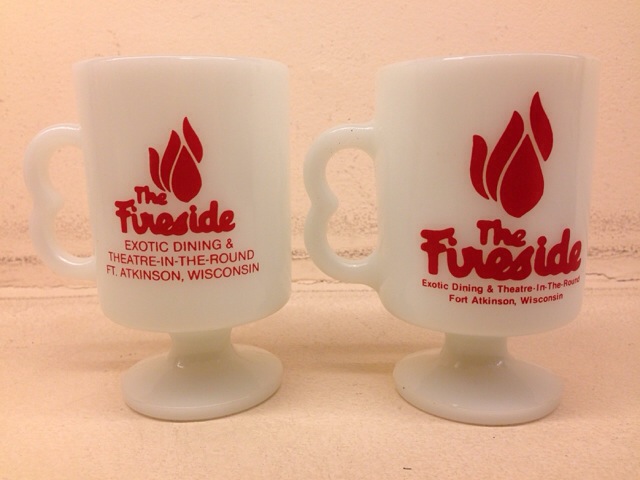 The
Fireside
EXOTIC DINING &
THEATRE-IN-THE-ROUND
FT. ATKINSON, WISCONSIN
The
Fireside
Exotic Dining & Theatre-In-The-Round
Fort Atkinson, Wisconsin